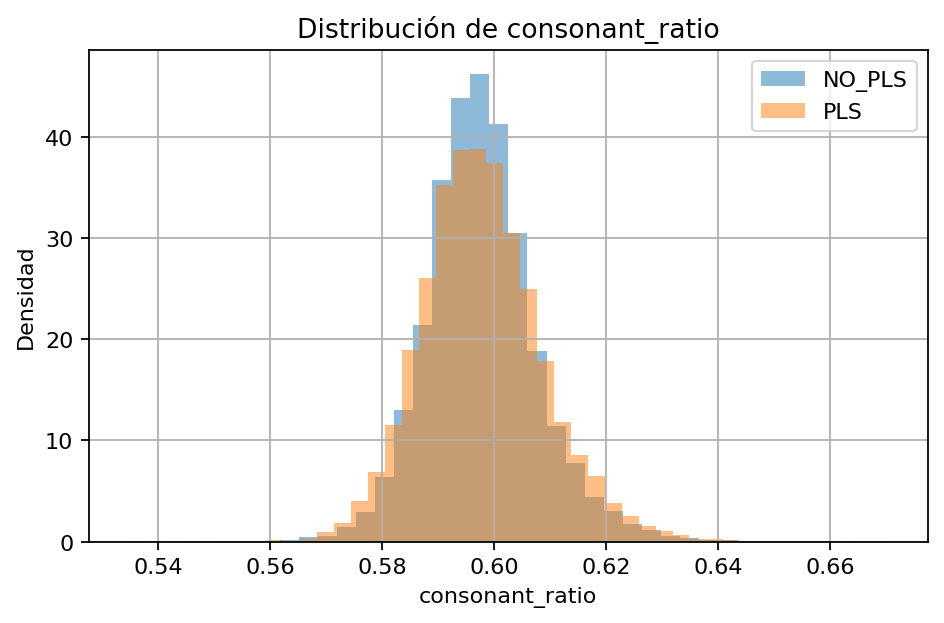 Distribución de consonant_ratio
NO_PLS
PLS
Densidad
40
30
20
10
0
0.54 0.56 0.58 0.60 0.62 0.64 0.66
consonant_ratio